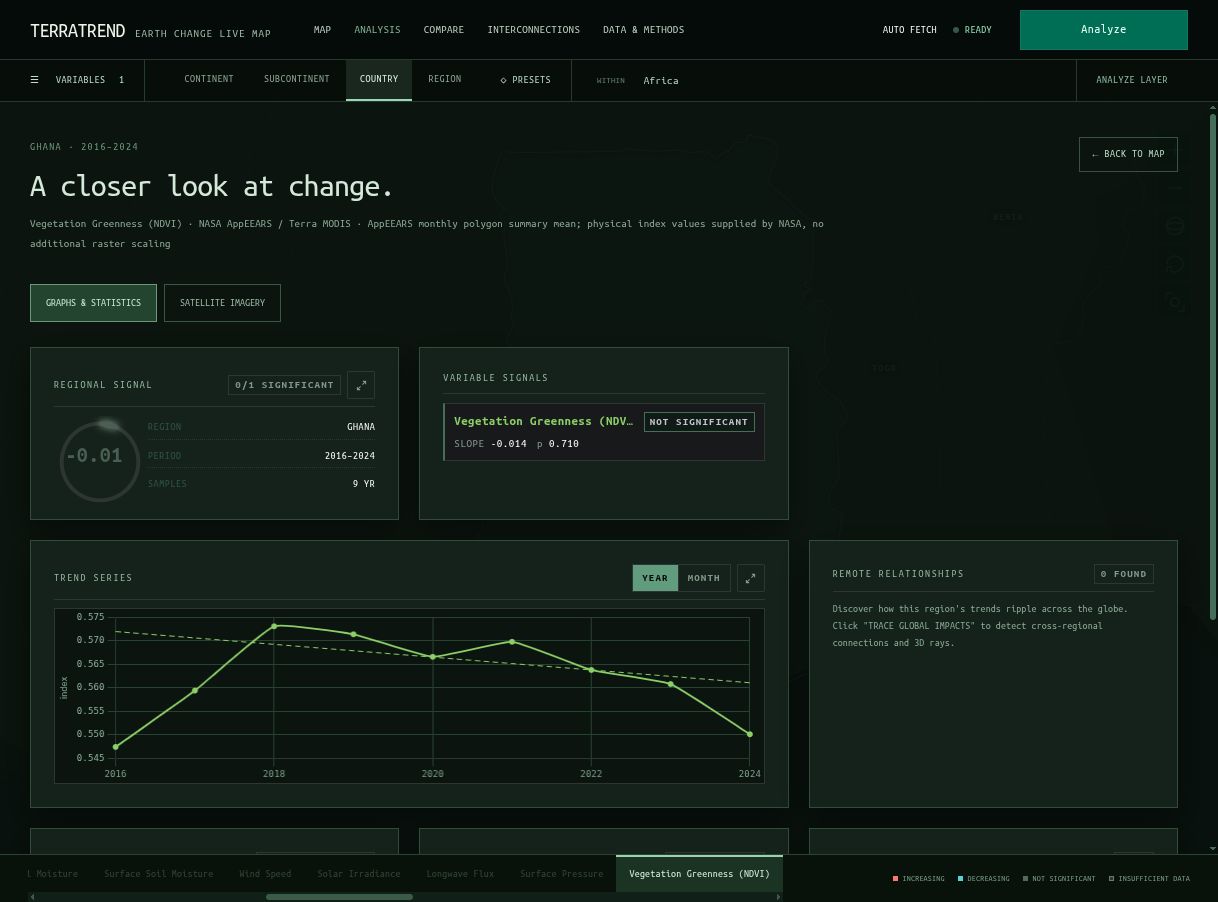 TERRATREND EARTH CHANGE LIVE MAP MAP ANALYSIS COMPARE INTERCONNECTIONS DATA & METHODS AUTO FETCH READY Analyze
☰ VARIABLES 1 CONTINENT SUBCONTINENT COUNTRY REGION ◇ PRESETS WITHIN Africa ANALYZE LAYER
GHANA · 2016–2024
← BACK TO MAP
A closer look at change.
BENIN
Vegetation Greenness (NDVI) · NASA AppEEARS / Terra MODIS · AppEEARS monthly polygon summary mean; physical index values supplied by NASA, no
additional raster scaling
GRAPHS & STATISTICS SATELLITE IMAGERY
TOGO
REGIONAL SIGNAL 0/1 SIGNIFICANT
-0.01
REGION GHANA
PERIOD 2016–2024
SAMPLES 9 YR
VARIABLE SIGNALS
Vegetation Greenness (NDV… NOT SIGNIFICANT
SLOPE -0.014 p 0.710
TREND SERIES YEAR MONTH
0.575
0.570
0.565
0.560
0.555
0.550
0.545
index
2016 2018 2020 2022 2024
REMOTE RELATIONSHIPS 0 FOUND
Discover how this region's trends ripple across the globe.
Click "TRACE GLOBAL IMPACTS" to detect cross-regional
connections and 3D rays.
l Moisture Surface Soil Moisture Wind Speed Solar Irradiance Longwave Flux Surface Pressure Vegetation Greenness (NDVI)
INCREASING DECREASING NOT SIGNIFICANT INSUFFICIENT DATA